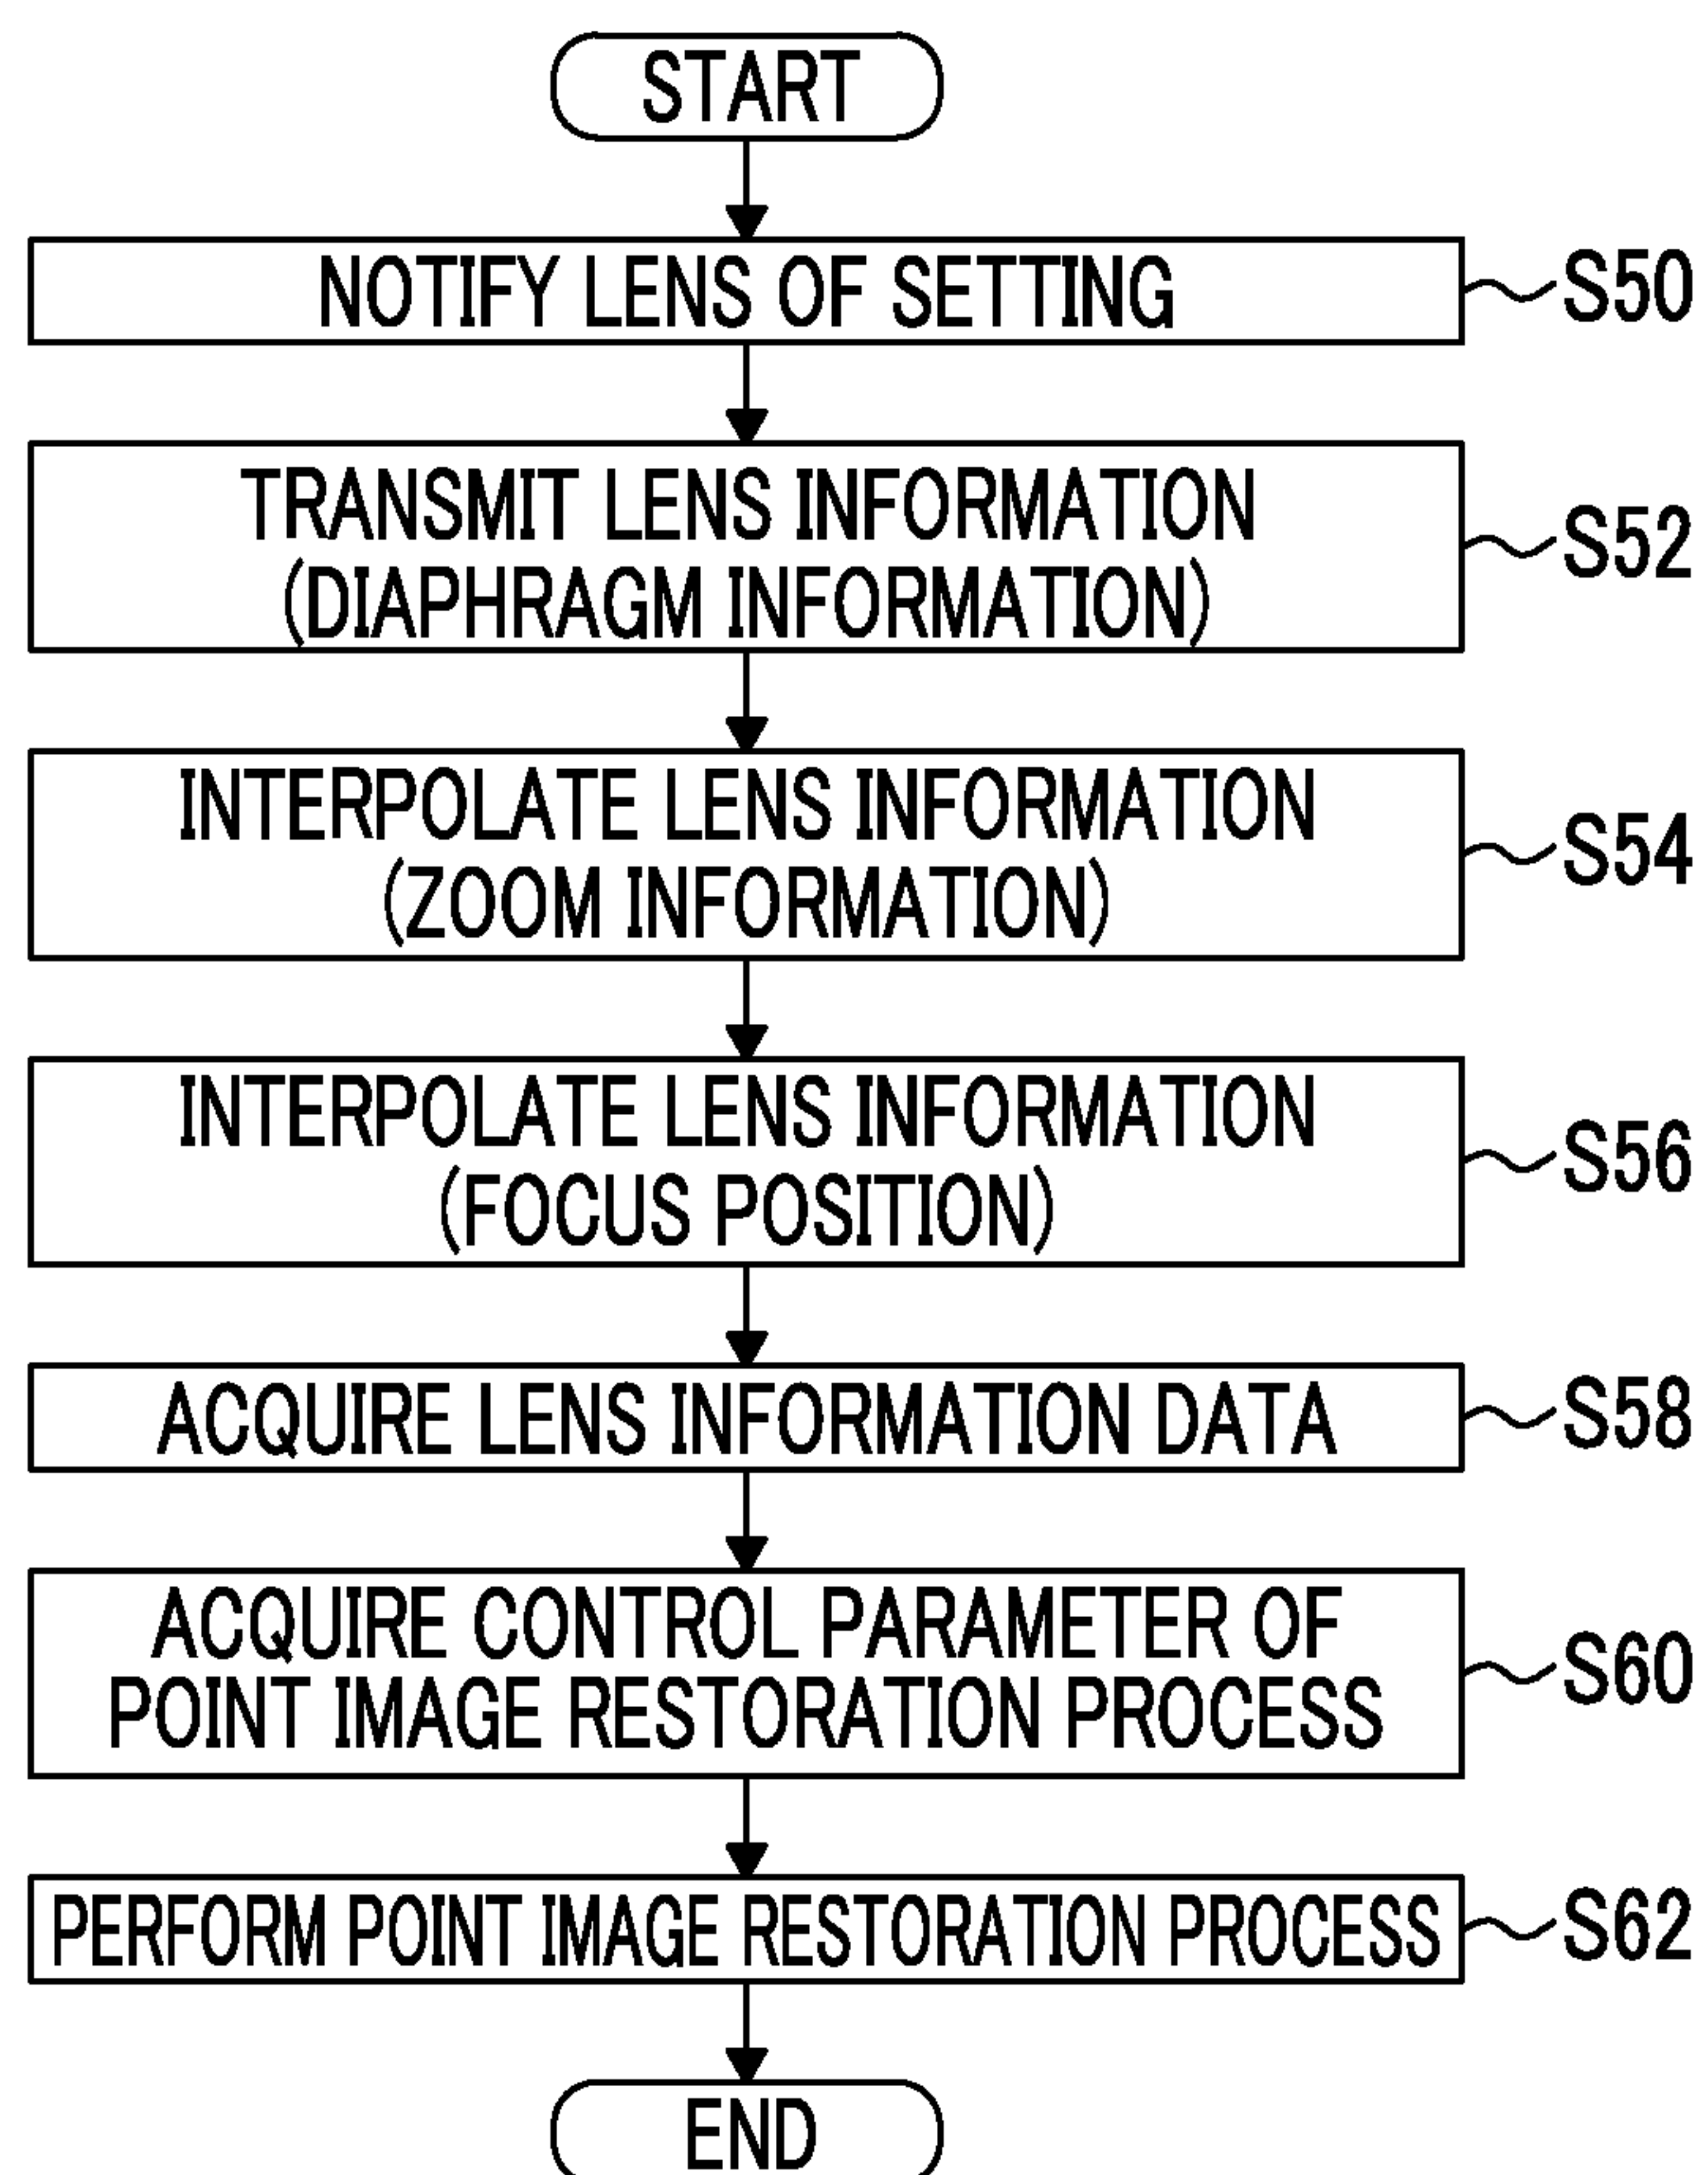 START
NOTIFY LENS OF SETTING
S50
TRANSMIT LENS INFORMATION
(DIAPHRAGM INFORMATION)
S52
INTERPOLATE LENS INFORMATION
(ZOOM INFORMATION)
S54
INTERPOLATE LENS INFORMATION
(FOCUS POSITION)
S56
ACQUIRE LENS INFORMATION DATA
S58
ACQUIRE CONTROL PARAMETER OF
POINT IMAGE RESTORATION PROCESS
S60
PERFORM POINT IMAGE RESTORATION PROCESS
S62
END